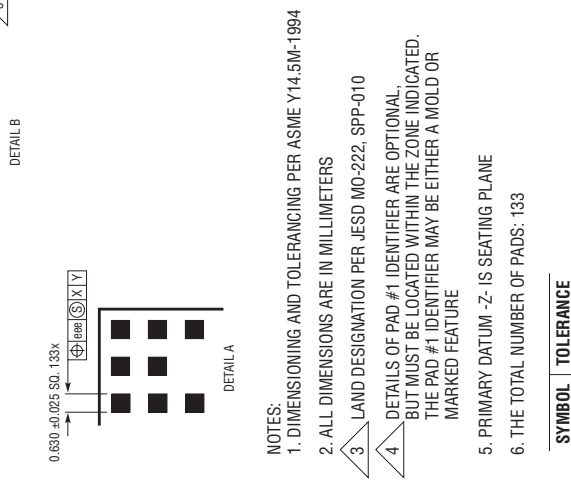 DETAIL B
0.630 ±0.025 SQ. 133x
⌖ eee Ⓢ X Y
DETAIL A
NOTES:
1. DIMENSIONING AND TOLERANCING PER ASME Y14.5M-1994
2. ALL DIMENSIONS ARE IN MILLIMETERS
3 LAND DESIGNATION PER JESD MO-222, SPP-010
4 DETAILS OF PAD #1 IDENTIFIER ARE OPTIONAL,
BUT MUST BE LOCATED WITHIN THE ZONE INDICATED.
THE PAD #1 IDENTIFIER MAY BE EITHER A MOLD OR
MARKED FEATURE
5. PRIMARY DATUM -Z- IS SEATING PLANE
6. THE TOTAL NUMBER OF PADS: 133
SYMBOL TOLERANCE